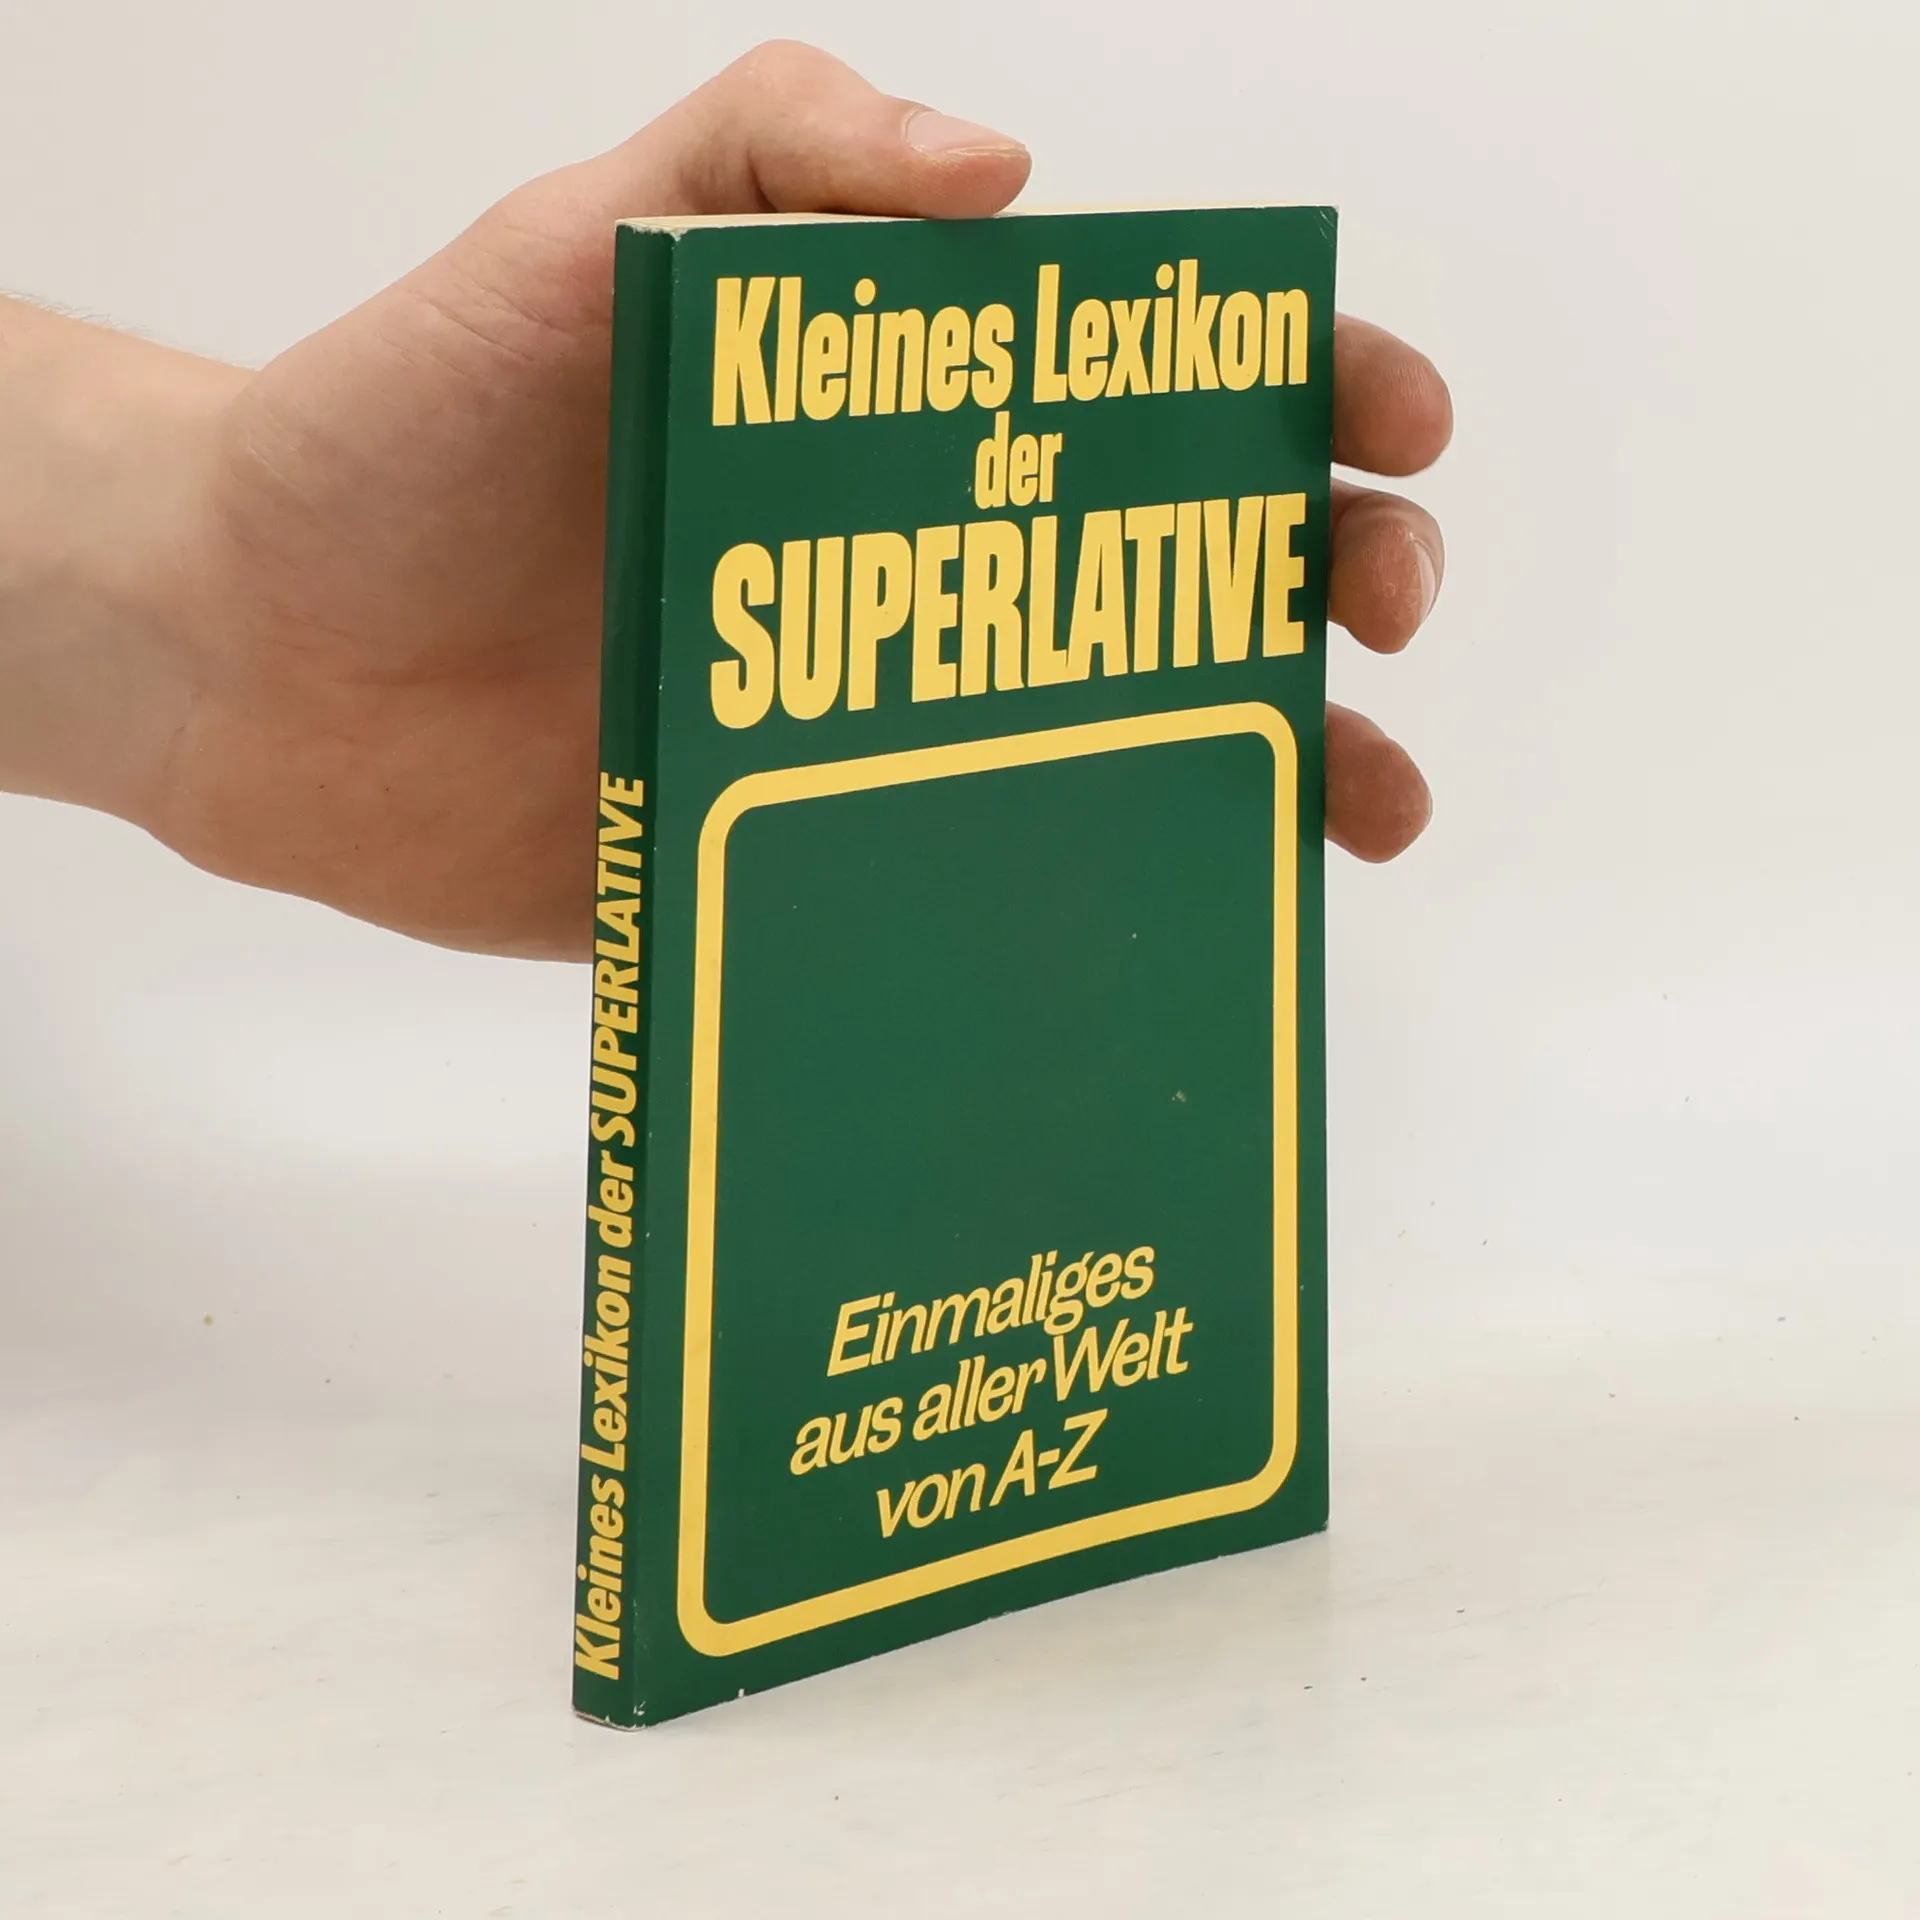 Kleines Lexikon
der
SUPERLATIVE
Einmaliges
aus aller Welt
von A-Z
Kleines Lexikon der SUPERLATIVE